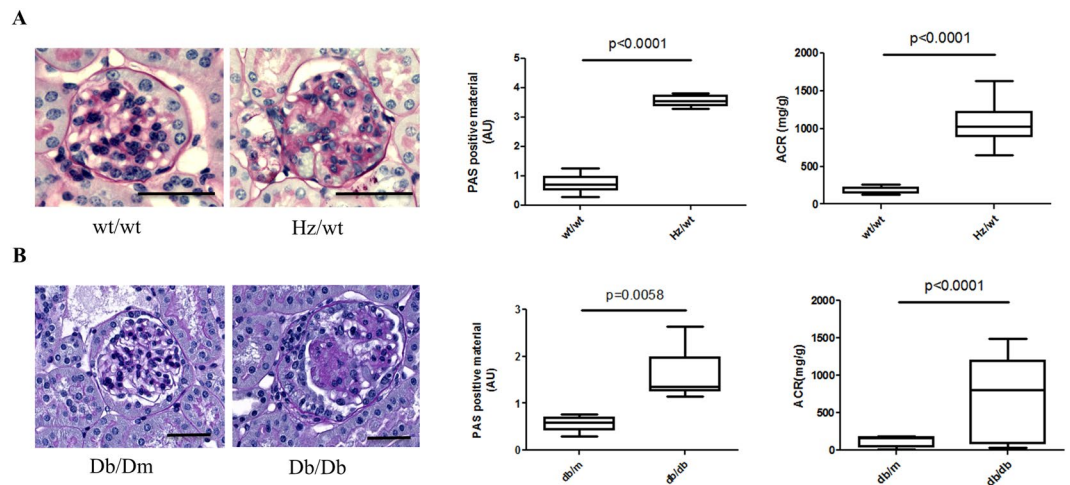 A
wt/wt
Hz/wt
p<0.0001
PAS positive material
(AU)
5
4
3
2
1
0
wt/wt
Hz/wt
p<0.0001
ACR (mg/g)
2000
1500
1000
500
0
wt/wt
Hz/wt
B
Db/Dm
Db/Db
p=0.0058
PAS positive material
(AU)
3
2
1
0
db/m
db/db
p<0.0001
ACR(mg/g)
2000
1500
1000
500
0
db/m
db/db